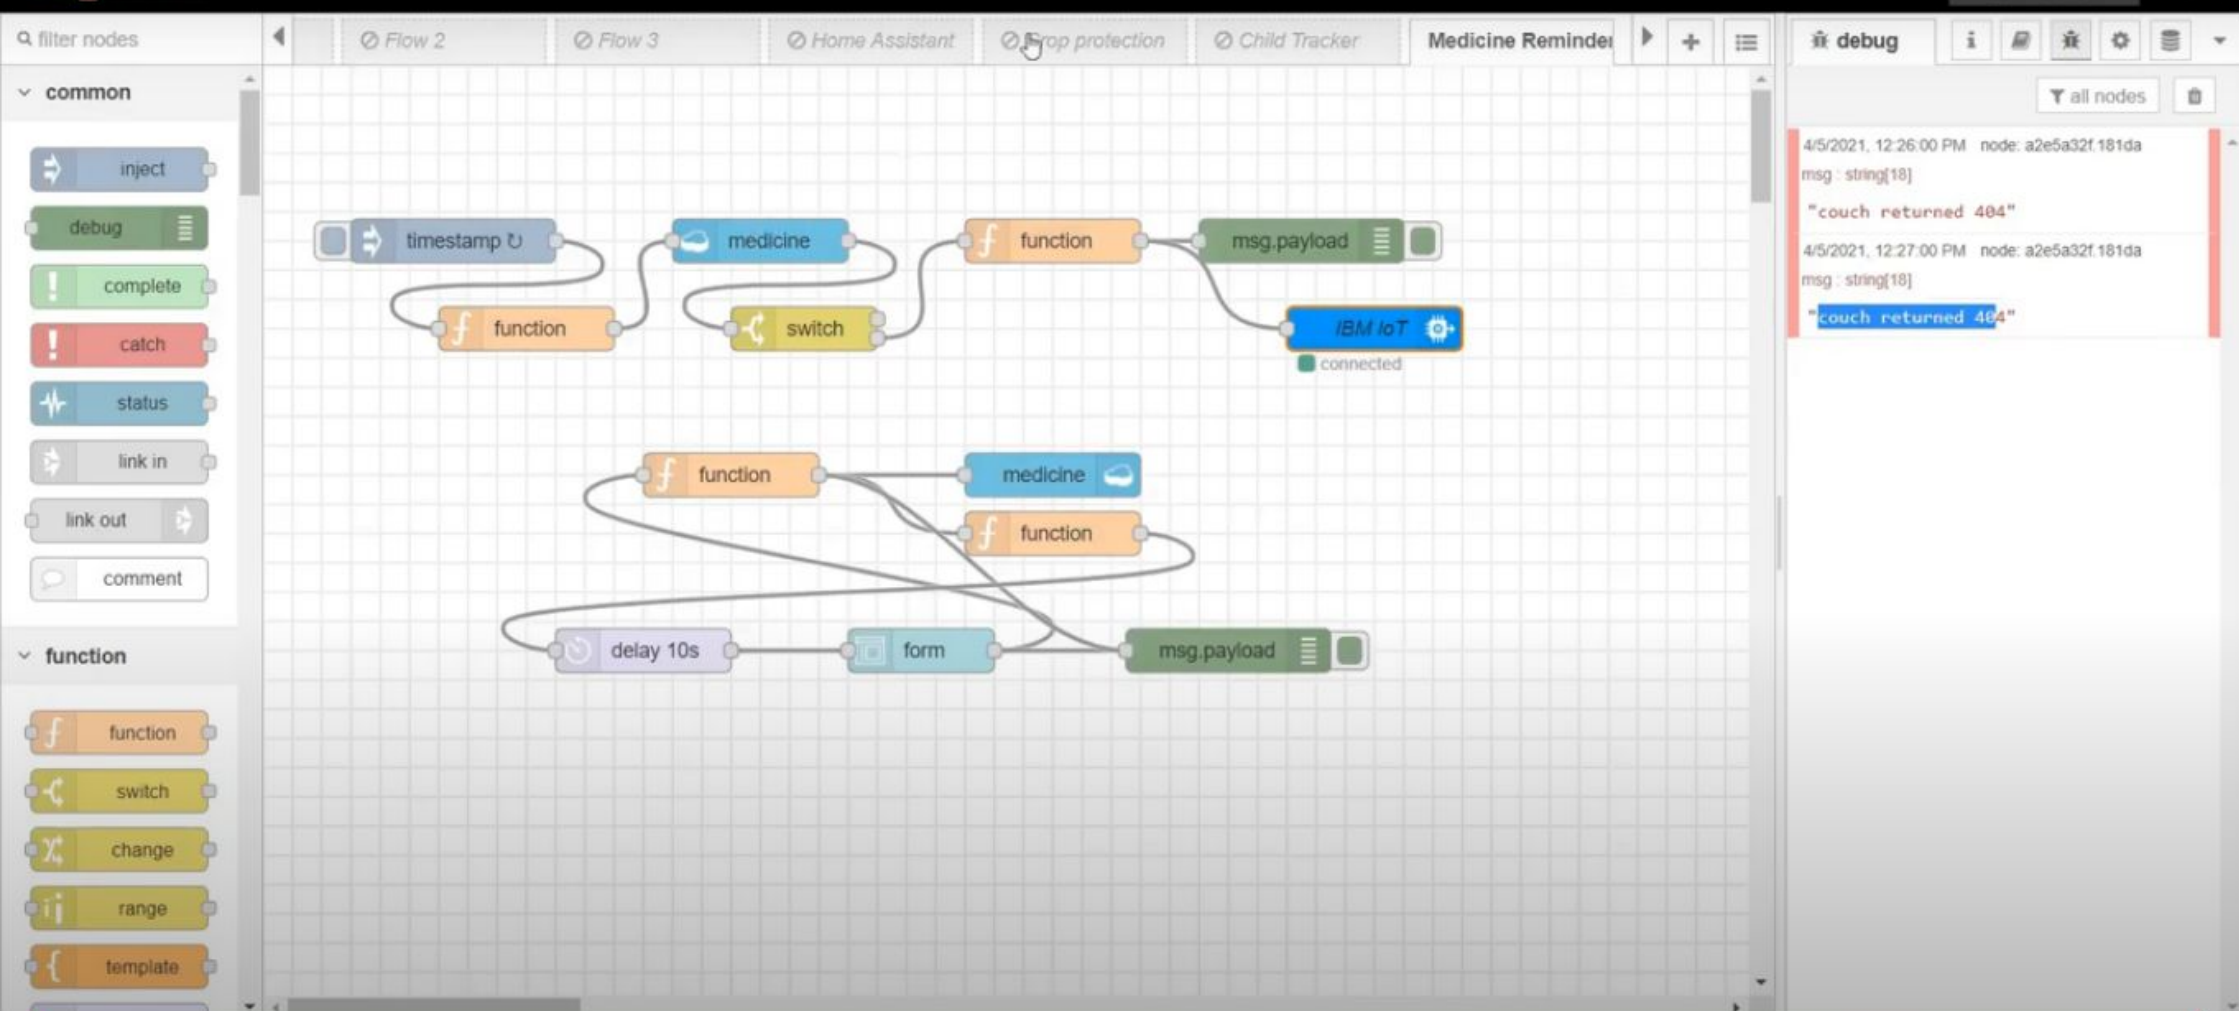 filter nodes
Flow 2
Flow 3
Home Assistant
rop protection
Child Tracker
Medicine Reminder
debug
all nodes
common
inject
debug
complete
catch
status
link in
link out
comment
function
function
switch
change
range
template
timestamp ↻
medicine
function
msg.payload
function
switch
IBM IoT
connected
function
medicine
function
delay 10s
form
msg.payload
4/5/2021, 12:26:00 PM node: a2e5a32f.181da
msg : string[18]
"couch returned 404"
4/5/2021, 12:27:00 PM node: a2e5a32f.181da
msg : string[18]
"couch returned 404"